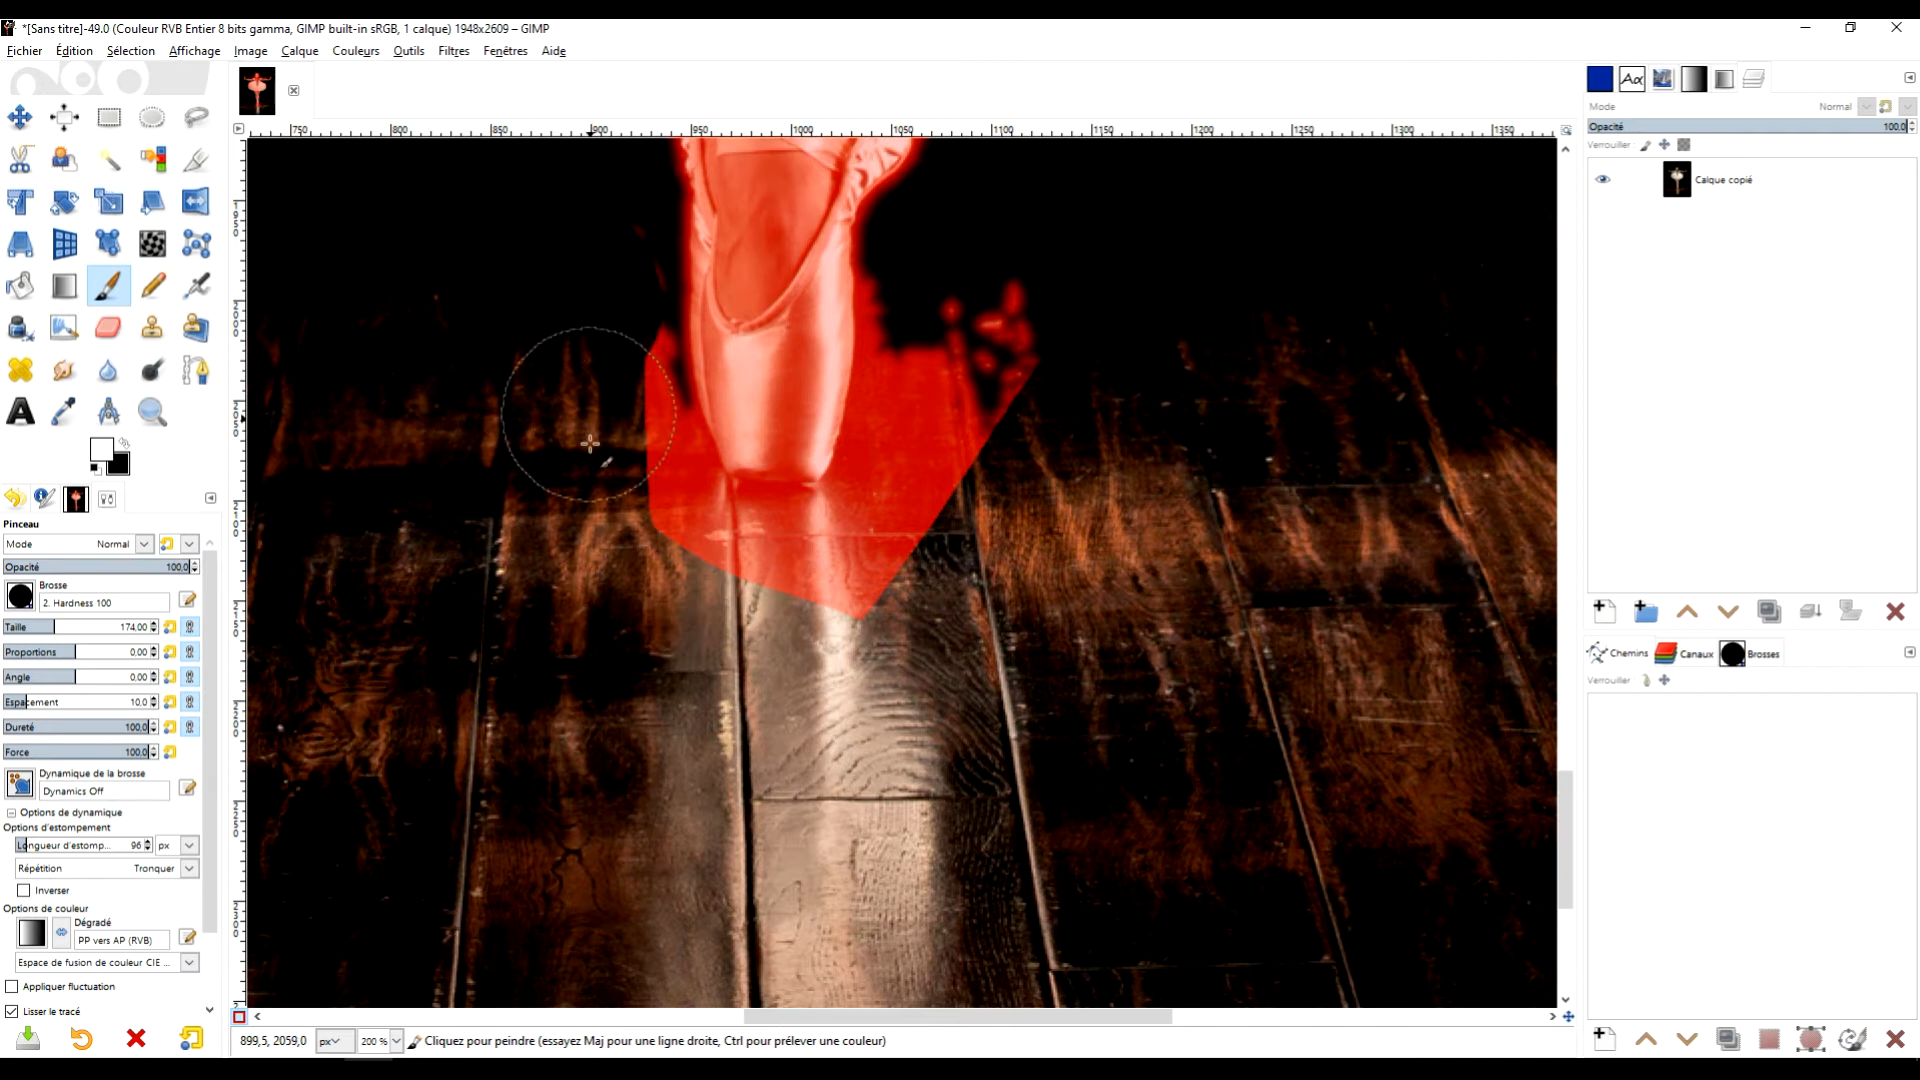 *[Sans titre]-49.0 (Couleur RVB Entier 8 bits gamma, GIMP built-in sRGB, 1 calque) 1948x2609 – GIMP
Fichier Édition Sélection Affichage Image Calque Couleurs Outils Filtres Fenêtres Aide
750 800 850 900 950 1000 1050 1100 1150 1200 1250 1300 1350
Mode Normal
Opacité 100,0
Verrouiller :
Calque copié
Pinceau
Mode Normal
Opacité 100,0
Brosse
2. Hardness 100
Taille 174,00
Proportions 0,00
Angle 0,00
Espacement 10,0
Dureté 100,0
Force 100,0
Dynamique de la brosse
Dynamics Off
Options de dynamique
Options d'estompement
Longueur d'estomp... 96 px
Répétition Tronquer
Inverser
Options de couleur
Dégradé
PP vers AP (RVB)
Espace de fusion de couleur CIE ...
Appliquer fluctuation
Lisser le tracé
Chemins Canaux Brosses
Verrouiller
899,5, 2059,0 px 200 % Cliquez pour peindre (essayez Maj pour une ligne droite, Ctrl pour prélever une couleur)